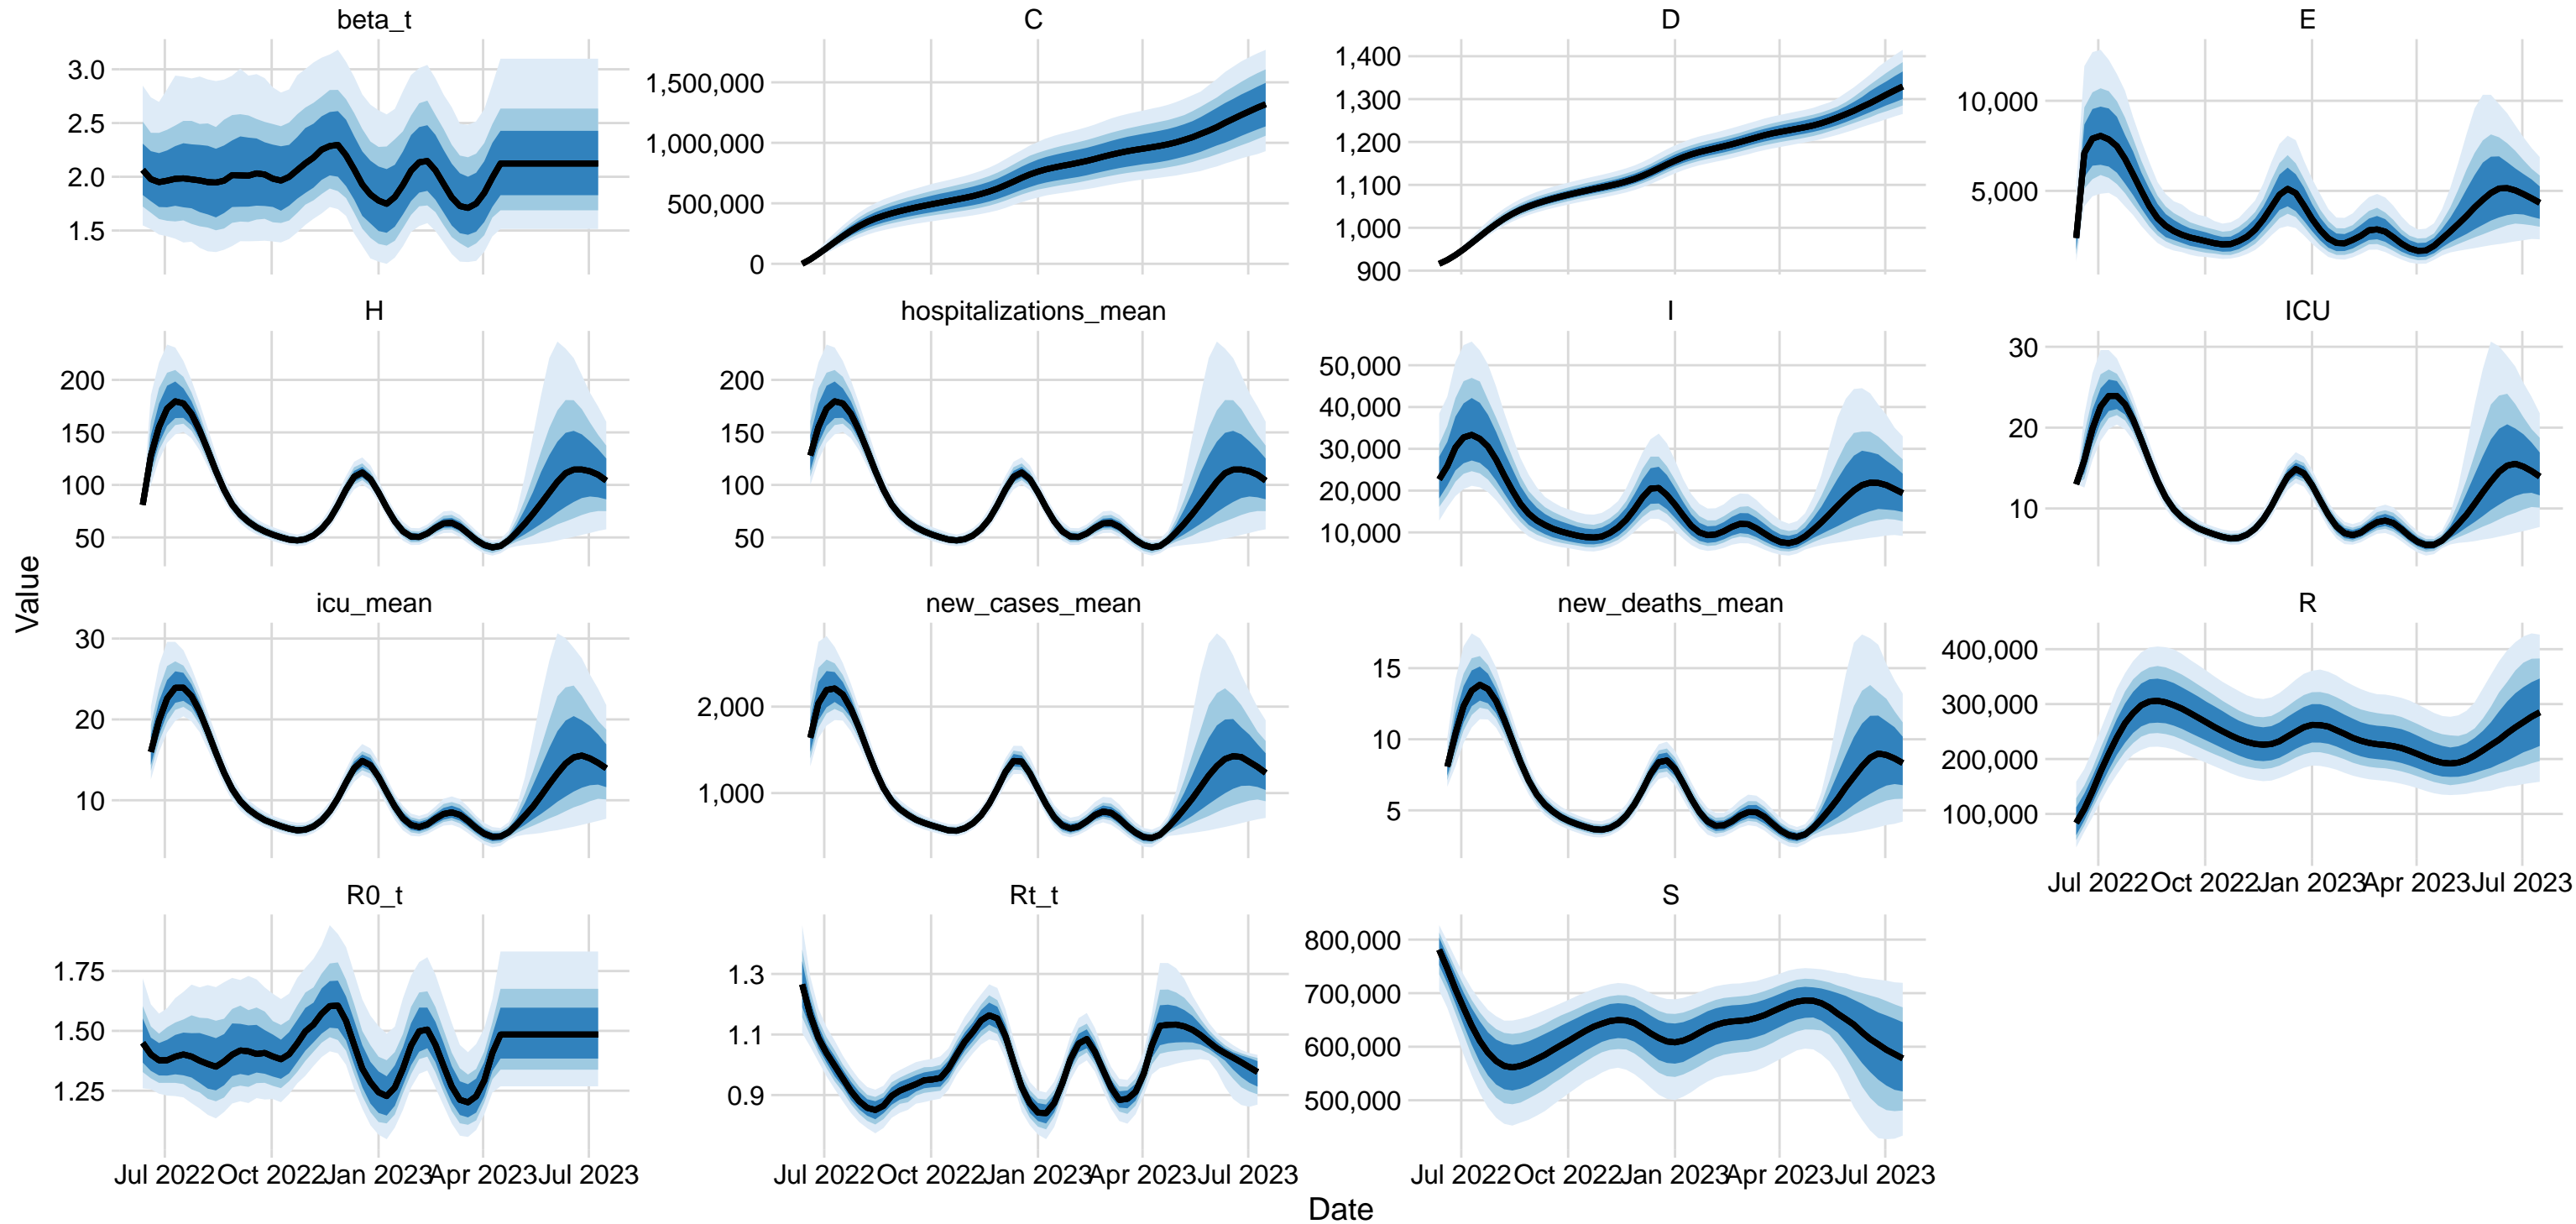 beta_t
C
D
E
3.0
2.5
2.0
1.5
1,500,000
1,000,000
500,000
0
1,400
1,300
1,200
1,100
1,000
900
10,000
5,000
H
hospitalizations_mean
I
ICU
200
150
100
50
200
150
100
50
50,000
40,000
30,000
20,000
10,000
30
20
10
Value
icu_mean
new_cases_mean
new_deaths_mean
R
30
20
10
2,000
1,000
15
10
5
400,000
300,000
200,000
100,000
Jul 2022 Oct 2022 Jan 2023 Apr 2023 Jul 2023
R0_t
Rt_t
S
1.75
1.50
1.25
1.3
1.1
0.9
800,000
700,000
600,000
500,000
Jul 2022 Oct 2022 Jan 2023 Apr 2023 Jul 2023
Jul 2022 Oct 2022 Jan 2023 Apr 2023 Jul 2023
Jul 2022 Oct 2022 Jan 2023 Apr 2023 Jul 2023
Date